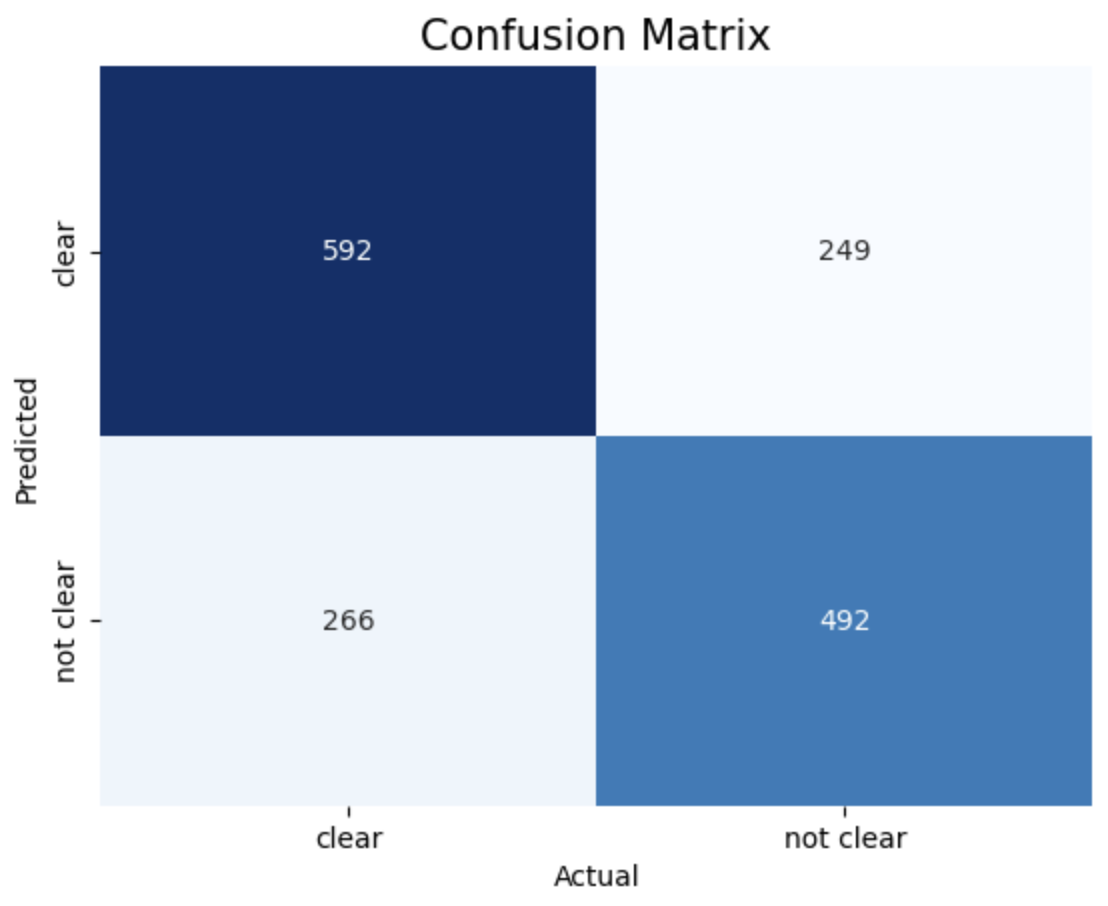 Confusion Matrix
clear
592
249
Predicted
not clear
266
492
clear
not clear
Actual